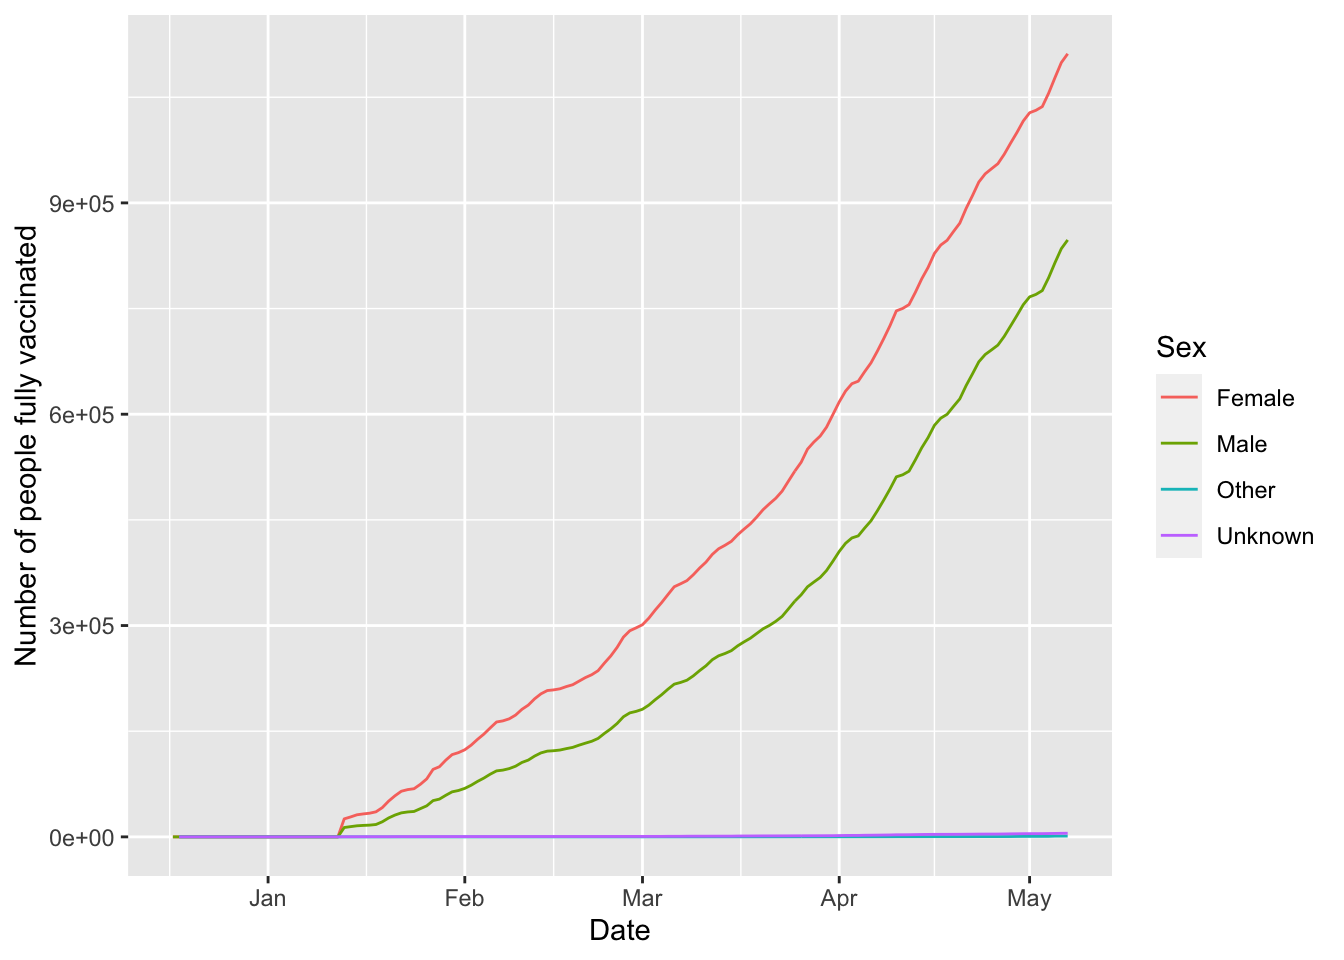 Number of people fully vaccinated
9e+05
6e+05
3e+05
0e+00
Jan
Feb
Mar
Apr
May
Date
Sex
Female
Male
Other
Unknown